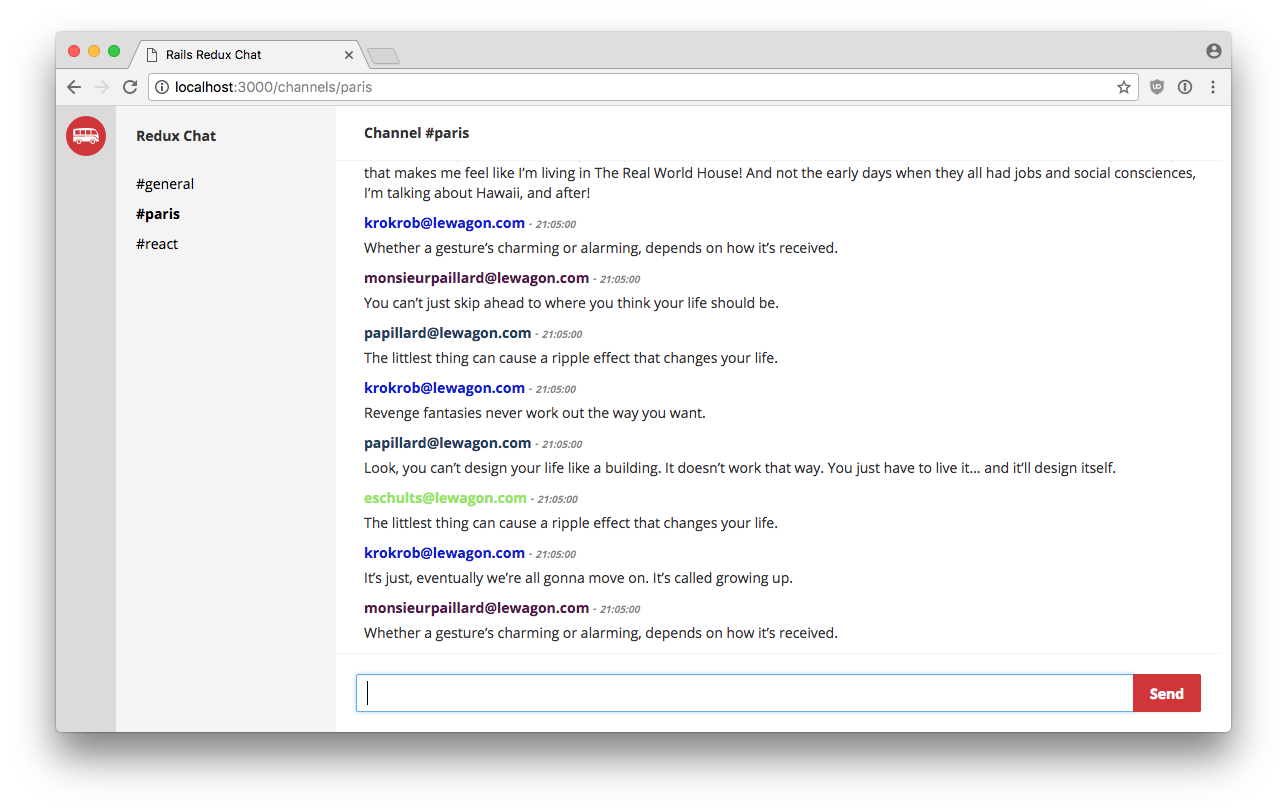 Rails Redux Chat
localhost:3000/channels/paris
Redux Chat
#general
#paris
#react
Channel #paris
that makes me feel like I’m living in The Real World House! And not the early days when they all had jobs and social consciences,
I’m talking about Hawaii, and after!
krokrob@lewagon.com - 21:05:00
Whether a gesture’s charming or alarming, depends on how it’s received.
monsieurpaillard@lewagon.com - 21:05:00
You can’t just skip ahead to where you think your life should be.
papillard@lewagon.com - 21:05:00
The littlest thing can cause a ripple effect that changes your life.
krokrob@lewagon.com - 21:05:00
Revenge fantasies never work out the way you want.
papillard@lewagon.com - 21:05:00
Look, you can’t design your life like a building. It doesn’t work that way. You just have to live it... and it’ll design itself.
eschults@lewagon.com - 21:05:00
The littlest thing can cause a ripple effect that changes your life.
krokrob@lewagon.com - 21:05:00
It’s just, eventually we’re all gonna move on. It’s called growing up.
monsieurpaillard@lewagon.com - 21:05:00
Whether a gesture’s charming or alarming, depends on how it’s received.
Send